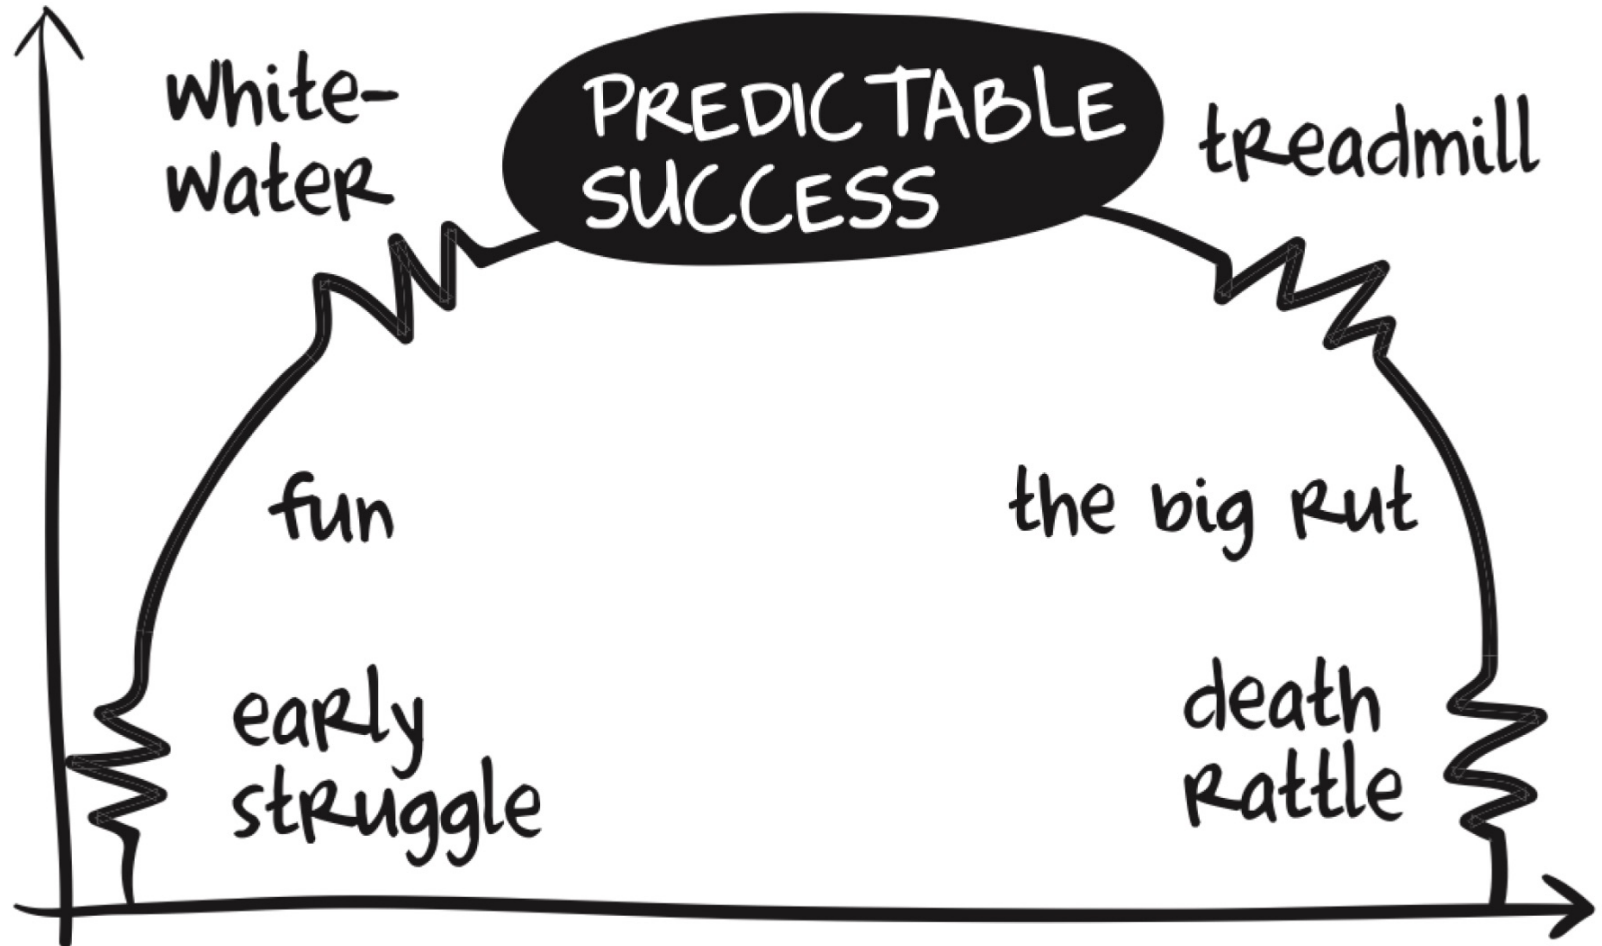 white-
water
PREDICTABLE
SUCCESS
treadmill
fun
the big rut
early
struggle
death
rattle